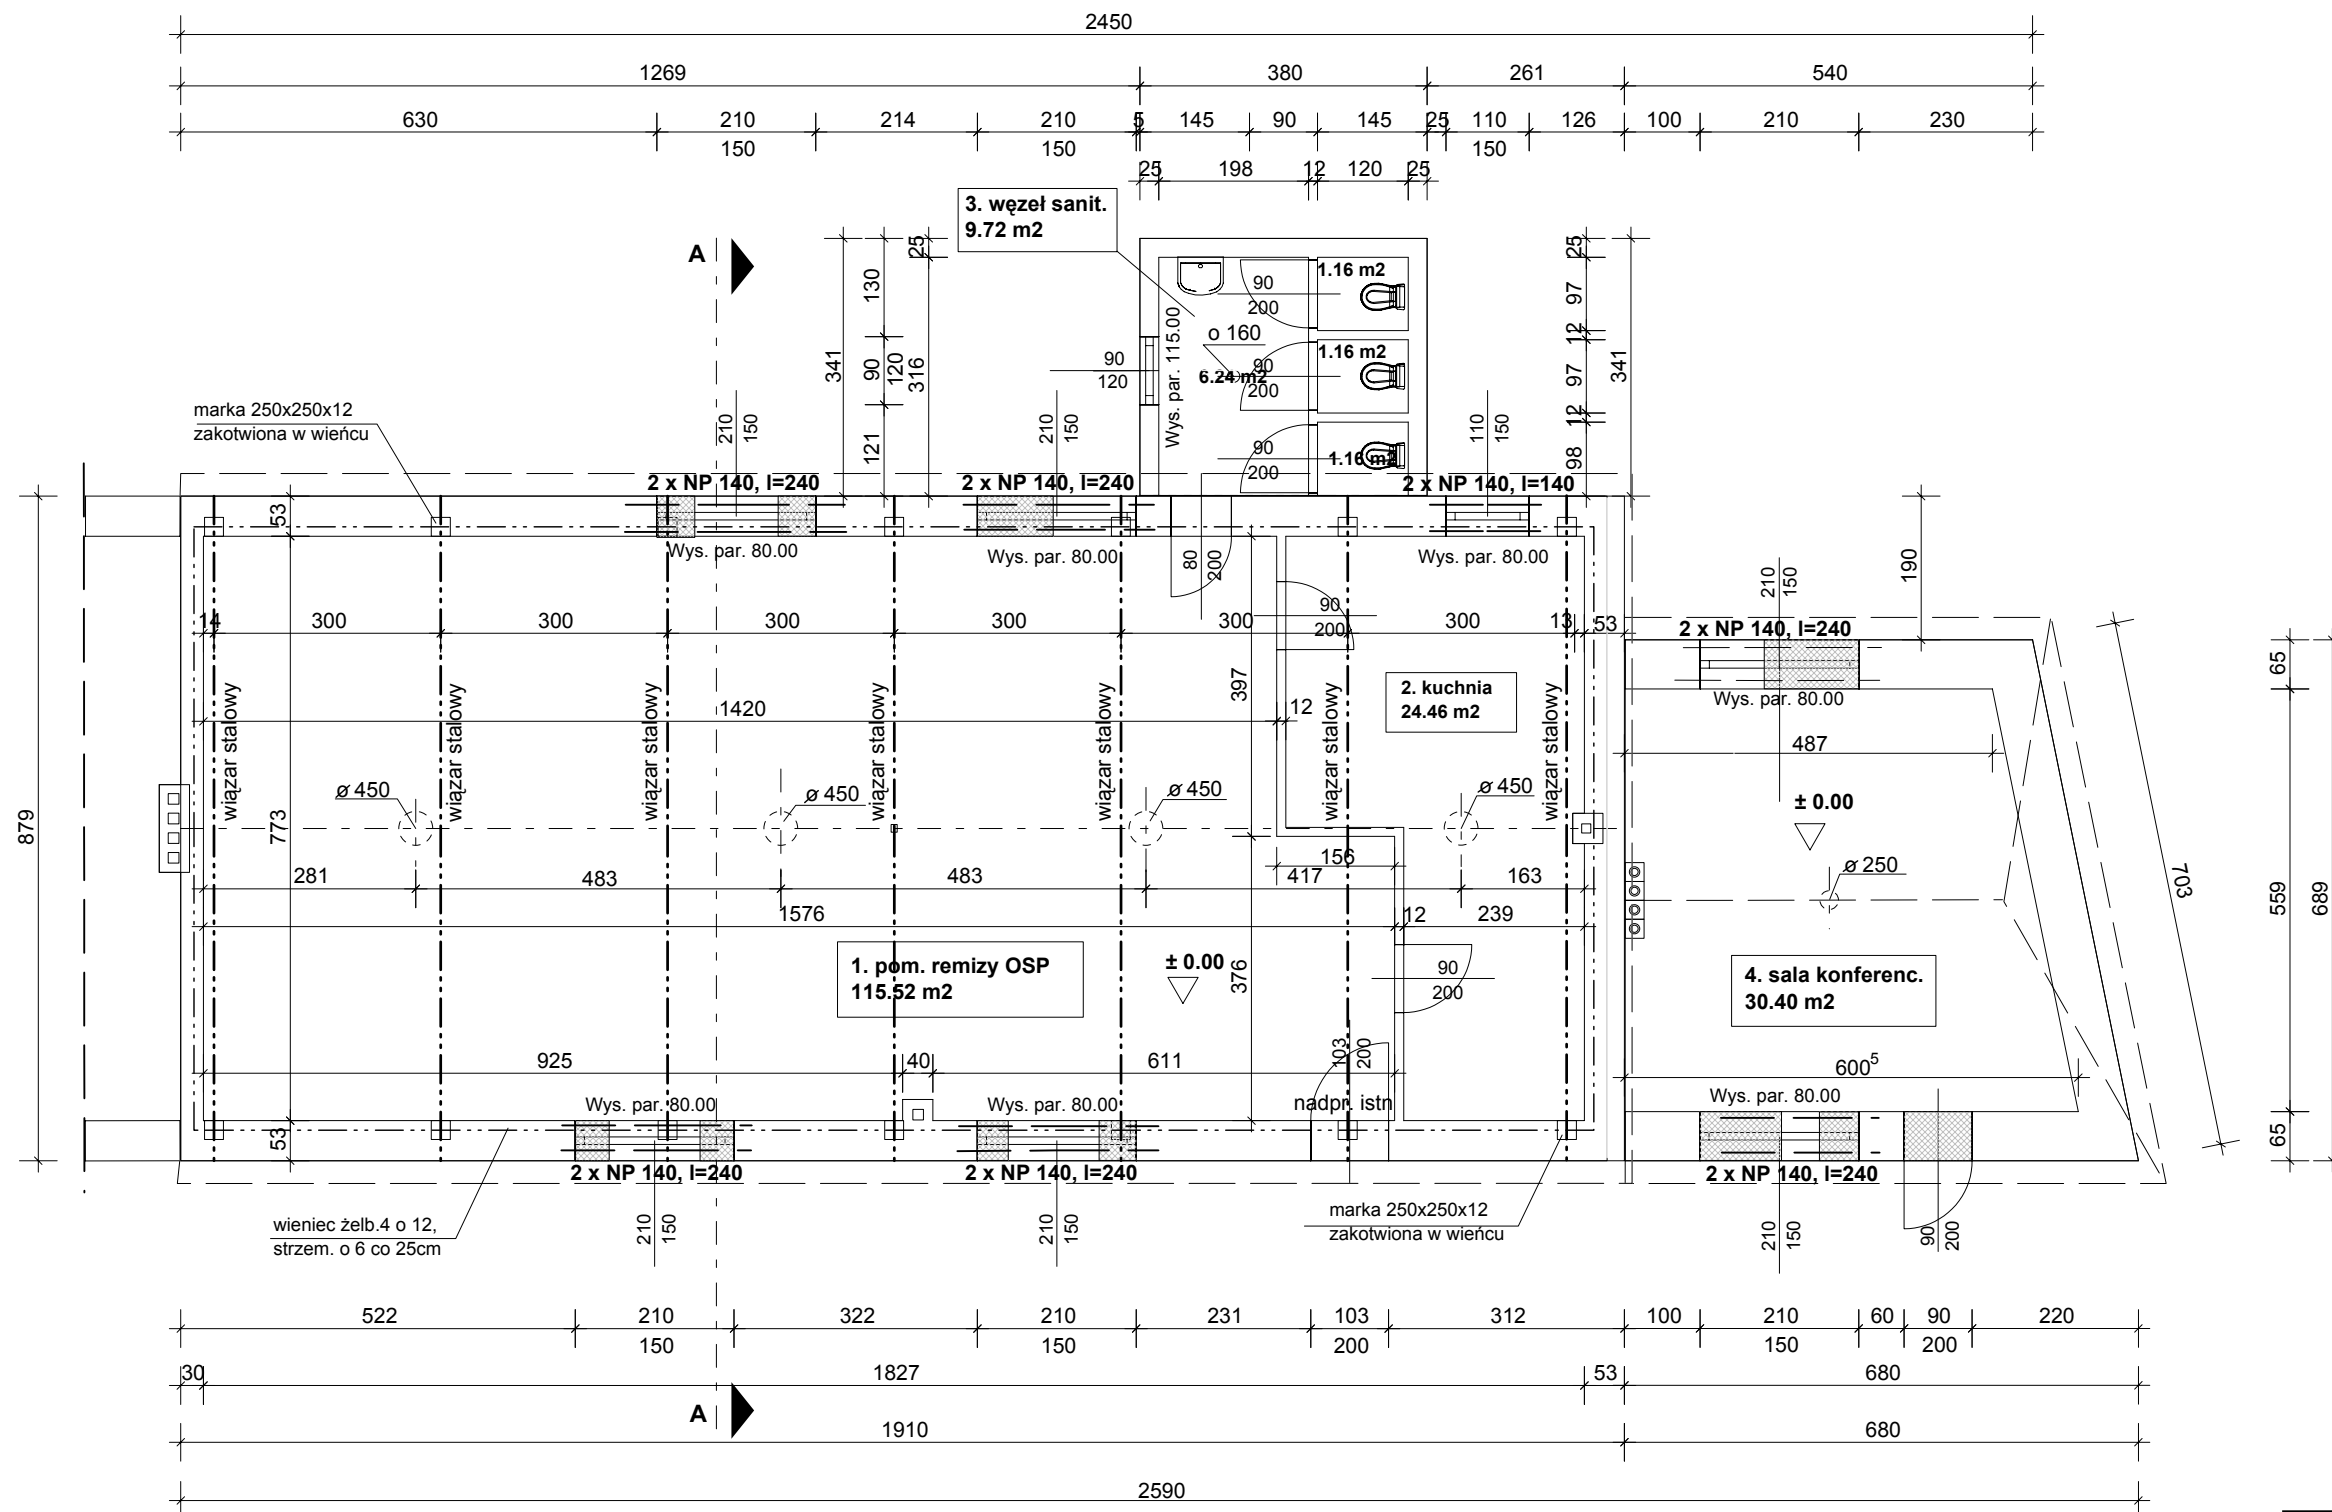 2450
1269 380 261 540
630 210 214 210 5 145 90 145 25 110 126 100 210 230
150 150 150
25 198 12 120 25
3. węzeł sanit.
9.72 m2
A
341
130
90
120
121
25
316
90
120
Wys. par. 115.00
o 160
6.24 m2
90
200
1.16 m2
90
200
1.16 m2
90
200
1.16 m2
25
97
12
97
12
98
341
marka 250x250x12
zakotwiona w wieńcu
210
150
210
150
110
150
2 x NP 140, l=240
2 x NP 140, l=240
2 x NP 140, l=140
53
Wys. par. 80.00
Wys. par. 80.00
Wys. par. 80.00
80
200
90
200
190
210
150
14 300 300 300 300 300 300 13 53
2 x NP 140, l=240
Wys. par. 80.00
65
wiązar stalowy
wiązar stalowy
wiązar stalowy
wiązar stalowy
wiązar stalowy
wiązar stalowy
wiązar stalowy
397
2. kuchnia
24.46 m2
1420 12
487
879
773
ø 450
ø 450
ø 450
ø 450
± 0.00
ø 250
703
559
689
156
281 483 483 417 163
1576 12 239
376
1. pom. remizy OSP
115.52 m2
± 0.00
90
200
4. sala konferenc.
30.40 m2
925 40 611
103
200
600⁵
Wys. par. 80.00
Wys. par. 80.00
nadpr. istn
Wys. par. 80.00
53
65
2 x NP 140, l=240
2 x NP 140, l=240
2 x NP 140, l=240
wieniec żelb.4 o 12,
strzem. o 6 co 25cm
210
150
210
150
marka 250x250x12
zakotwiona w wieńcu
210
150
90
200
522 210 322 210 231 103 312 100 210 60 90 220
150 150 200 150 200
30 1827 53 680
A
1910 680
2590